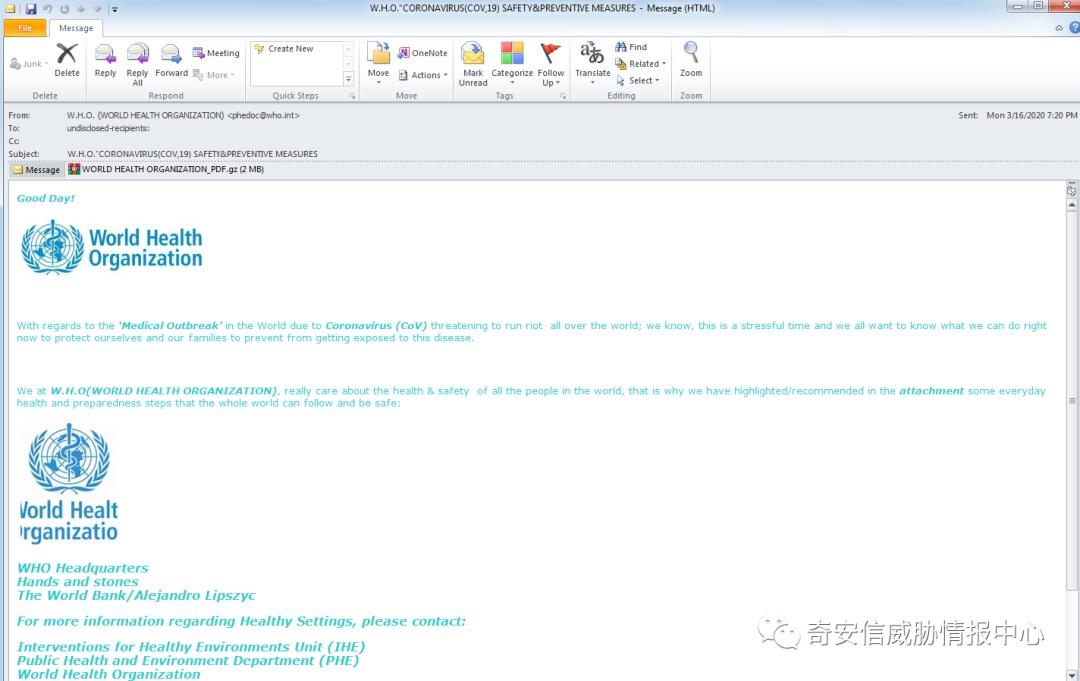 W.H.O."CORONAVIRUS(COV,19) SAFETY&PREVENTIVE MEASURES - Message (HTML)
File Message
Junk Delete Reply Reply All Forward Meeting More Create New Move OneNote Actions Mark Unread Categorize Follow Up Translate Find Related Select Zoom
Delete Respond Quick Steps Move Tags Editing Zoom
From: W.H.O. (WORLD HEALTH ORGANIZATION) <phedoc@who.int> Sent: Mon 3/16/2020 7:20 PM
To: undisclosed-recipients:
Cc:
Subject: W.H.O."CORONAVIRUS(COV,19) SAFETY&PREVENTIVE MEASURES
Message WORLD HEALTH ORGANIZATION_PDF.gz (2 MB)
Good Day!
World Health
Organization
With regards to the ‘Medical Outbreak’ in the World due to Coronavirus (CoV) threatening to run riot all over the world; we know, this is a stressful time and we all want to know what we can do right
now to protect ourselves and our families to prevent from getting exposed to this disease.
We at W.H.O(WORLD HEALTH ORGANIZATION), really care about the health & safety of all the people in the world, that is why we have highlighted/recommended in the attachment some everyday
health and preparedness steps that the whole world can follow and be safe:
World Healt
Organizatio
WHO Headquarters
Hands and stones
The World Bank/Alejandro Lipszyc
For more information regarding Healthy Settings, please contact:
Interventions for Healthy Environments Unit (IHE)
Public Health and Environment Department (PHE)
World Health Organization
奇安信威胁情报中心